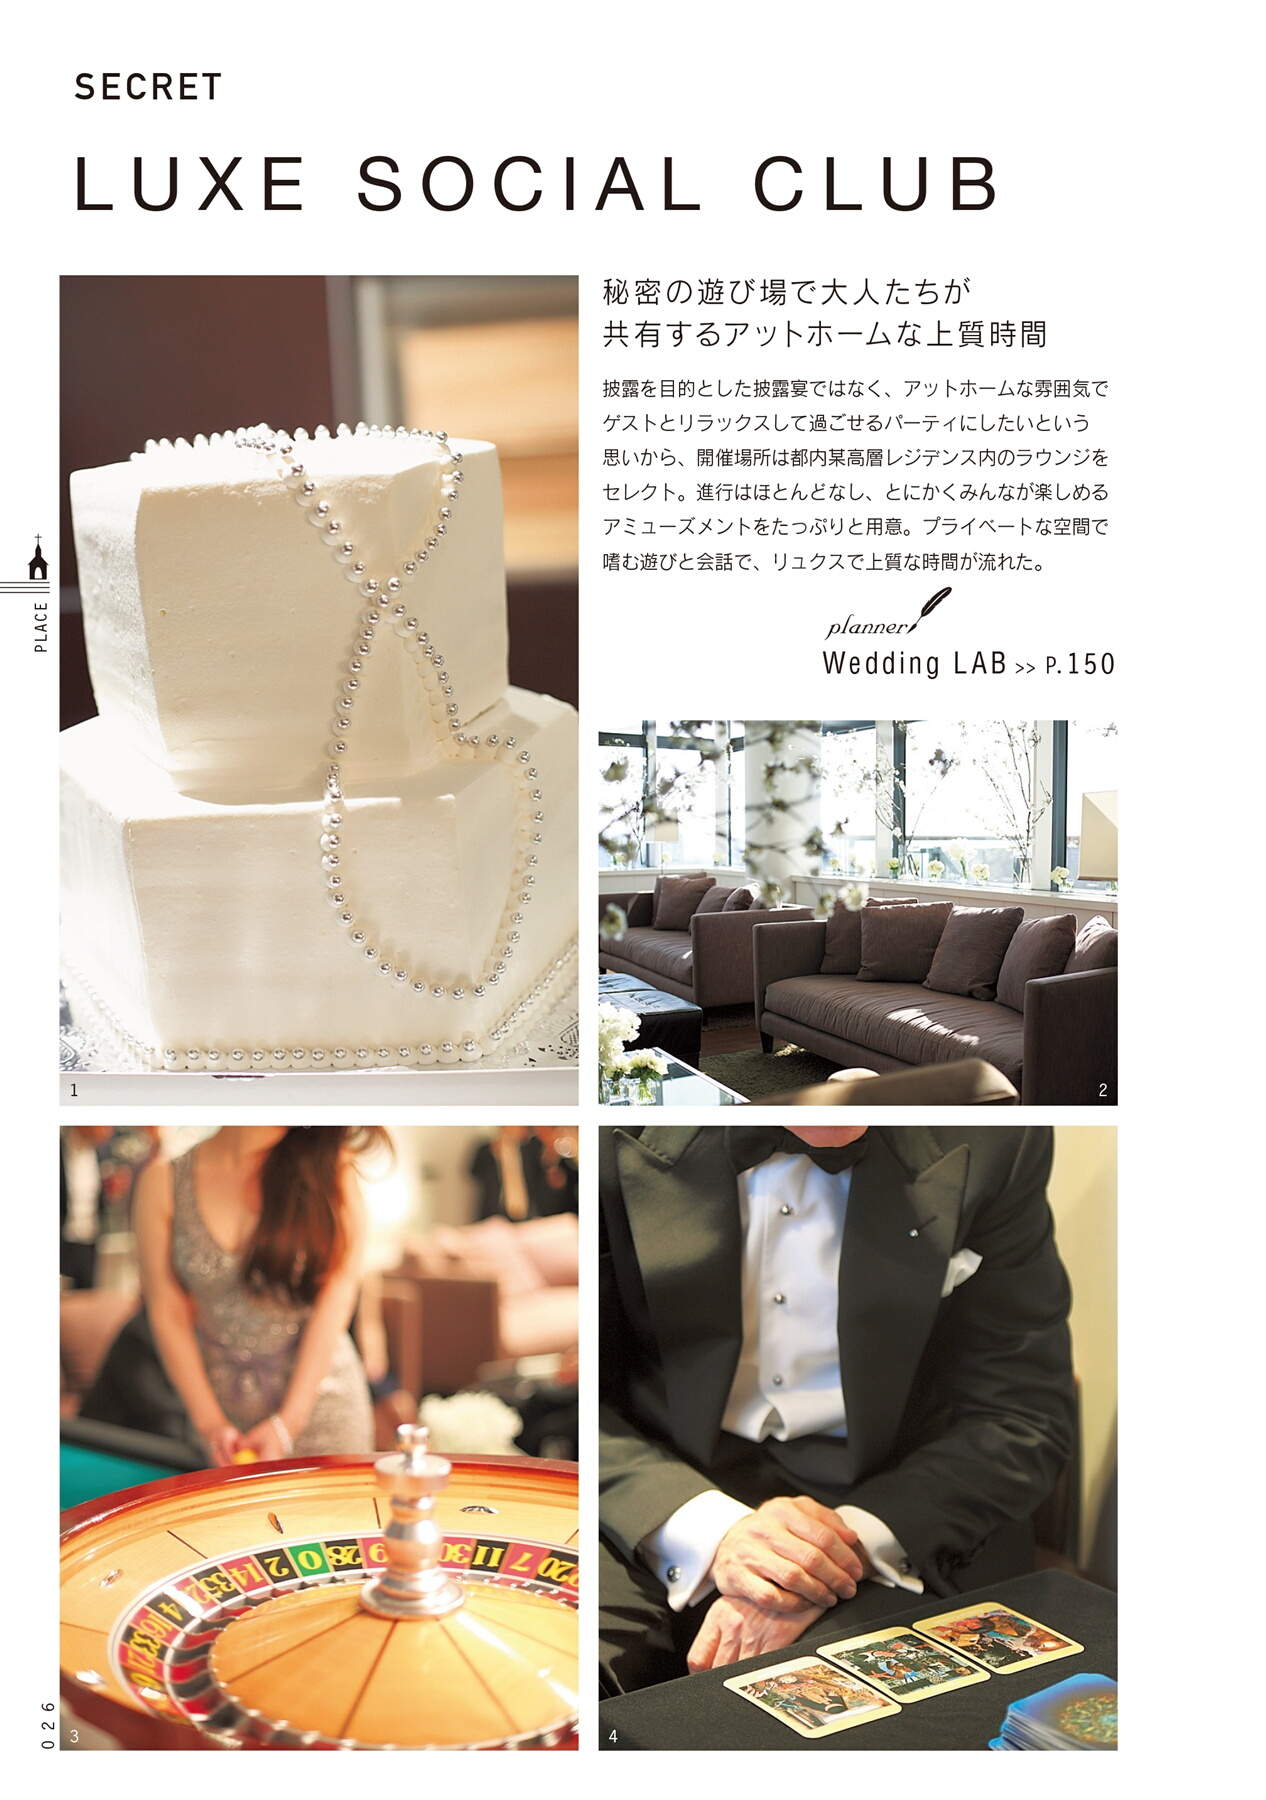 SECRET
LUXE SOCIAL CLUB
秘密の遊び場で大人たちが
共有するアットホームな上質時間
披露を目的とした披露宴ではなく、アットホームな雰囲気で
ゲストとリラックスして過ごせるパーティにしたいという
思いから、開催場所は都内某高層レジデンス内のラウンジを
セレクト。進行はほとんどなし、とにかくみんなが楽しめる
アミューズメントをたっぷりと用意。プライベートな空間で
嗜む遊びと会話で、リュクスで上質な時間が流れた。
planner
Wedding LAB >> P.150
PLACE
1
2
4
2
0
28
30
11
7
20
3
4
026